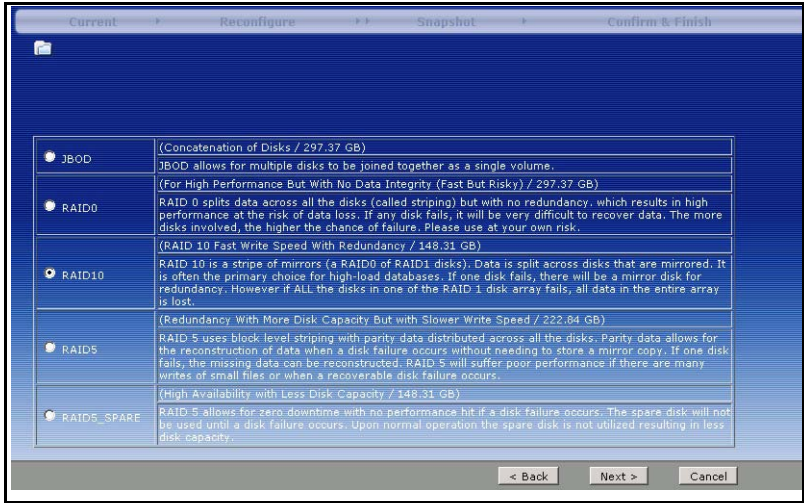 Current Reconfigure Snapshot Confirm & Finish
JBOD
(Concatenation of Disks / 297.37 GB)
JBOD allows for multiple disks to be joined together as a single volume.
RAID0
(For High Performance But With No Data Integrity (Fast But Risky) / 297.37 GB)
RAID 0 splits data across all the disks (called striping) but with no redundancy. which results in high
performance at the risk of data loss. If any disk fails, it will be very difficult to recover data. The more
disks involved, the higher the chance of failure. Please use at your own risk.
RAID10
(RAID 10 Fast Write Speed With Redundancy / 148.31 GB)
RAID 10 is a stripe of mirrors (a RAID0 of RAID1 disks). Data is split across disks that are mirrored. It
is often the primary choice for high-load databases. If one disk fails, there will be a mirror disk for
redundancy. However if ALL the disks in one of the RAID 1 disk array fails, all data in the entire array
is lost.
RAID5
(Redundancy With More Disk Capacity But with Slower Write Speed / 222.84 GB)
RAID 5 uses block level striping with parity data distributed across all the disks. Parity data allows for
the reconstruction of data when a disk failure occurs without needing to store a mirror copy. If one disk
fails, the missing data can be reconstructed. RAID 5 will suffer poor performance if there are many
writes of small files or when a recoverable disk failure occurs.
RAID5_SPARE
(High Availability with Less Disk Capacity / 148.31 GB)
RAID 5 allows for zero downtime with no performance hit if a disk failure occurs. The spare disk will not
be used until a disk failure occurs. Upon normal operation the spare disk is not utilized resulting in less
disk capacity.
< Back Next > Cancel